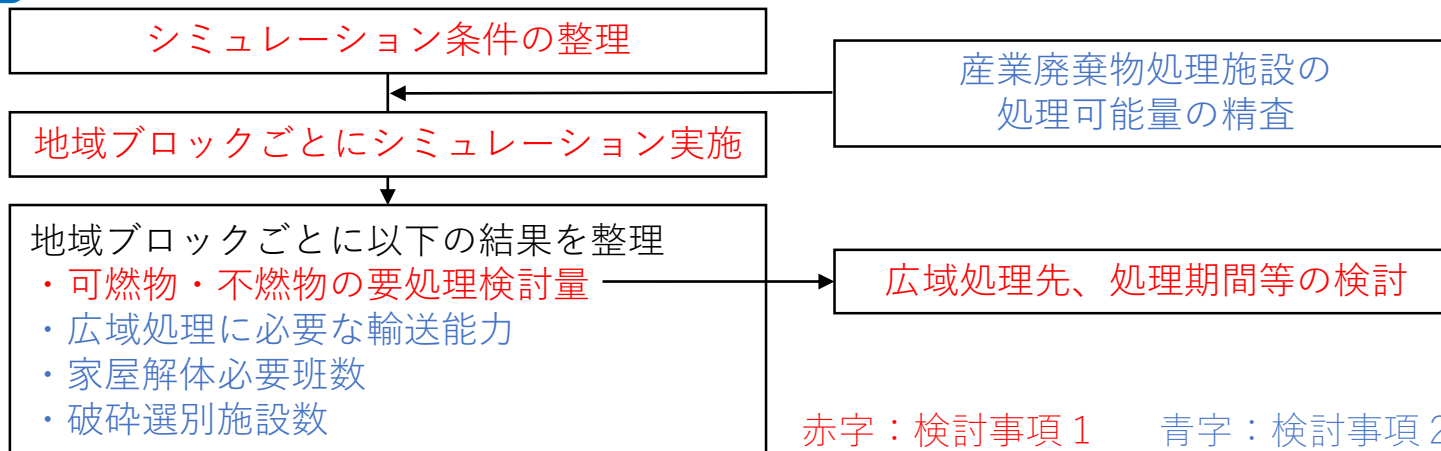 シミュレーション条件の整理
産業廃棄物処理施設の
処理可能量の精査
地域ブロックごとにシミュレーション実施
地域ブロックごとに以下の結果を整理
・可燃物・不燃物の要処理検討量
・広域処理に必要な輸送能力
・家屋解体必要班数
・破砕選別施設数
広域処理先、処理期間等の検討
赤字：検討事項１　青字：検討事項２